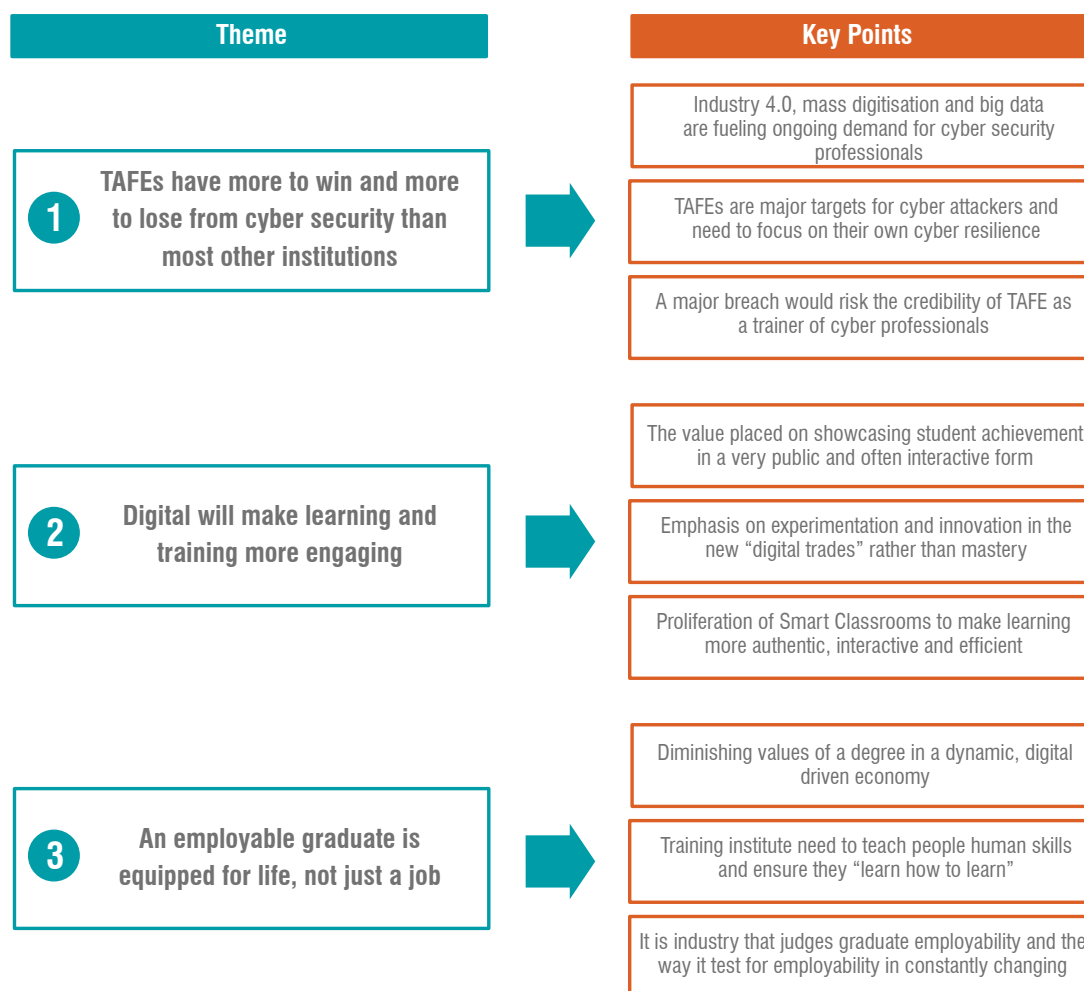 Theme
Key Points
1
TAFEs have more to win and more
to lose from cyber security than
most other institutions
Industry 4.0, mass digitisation and big data
are fueling ongoing demand for cyber security
professionals
TAFEs are major targets for cyber attackers and
need to focus on their own cyber resilience
A major breach would risk the credibility of TAFE as
a trainer of cyber professionals
2
Digital will make learning and
training more engaging
The value placed on showcasing student achievement
in a very public and often interactive form
Emphasis on experimentation and innovation in the
new “digital trades” rather than mastery
Proliferation of Smart Classrooms to make learning
more authentic, interactive and efficient
3
An employable graduate is
equipped for life, not just a job
Diminishing values of a degree in a dynamic, digital
driven economy
Training institute need to teach people human skills
and ensure they “learn how to learn”
It is industry that judges graduate employability and the
way it test for employability in constantly changing